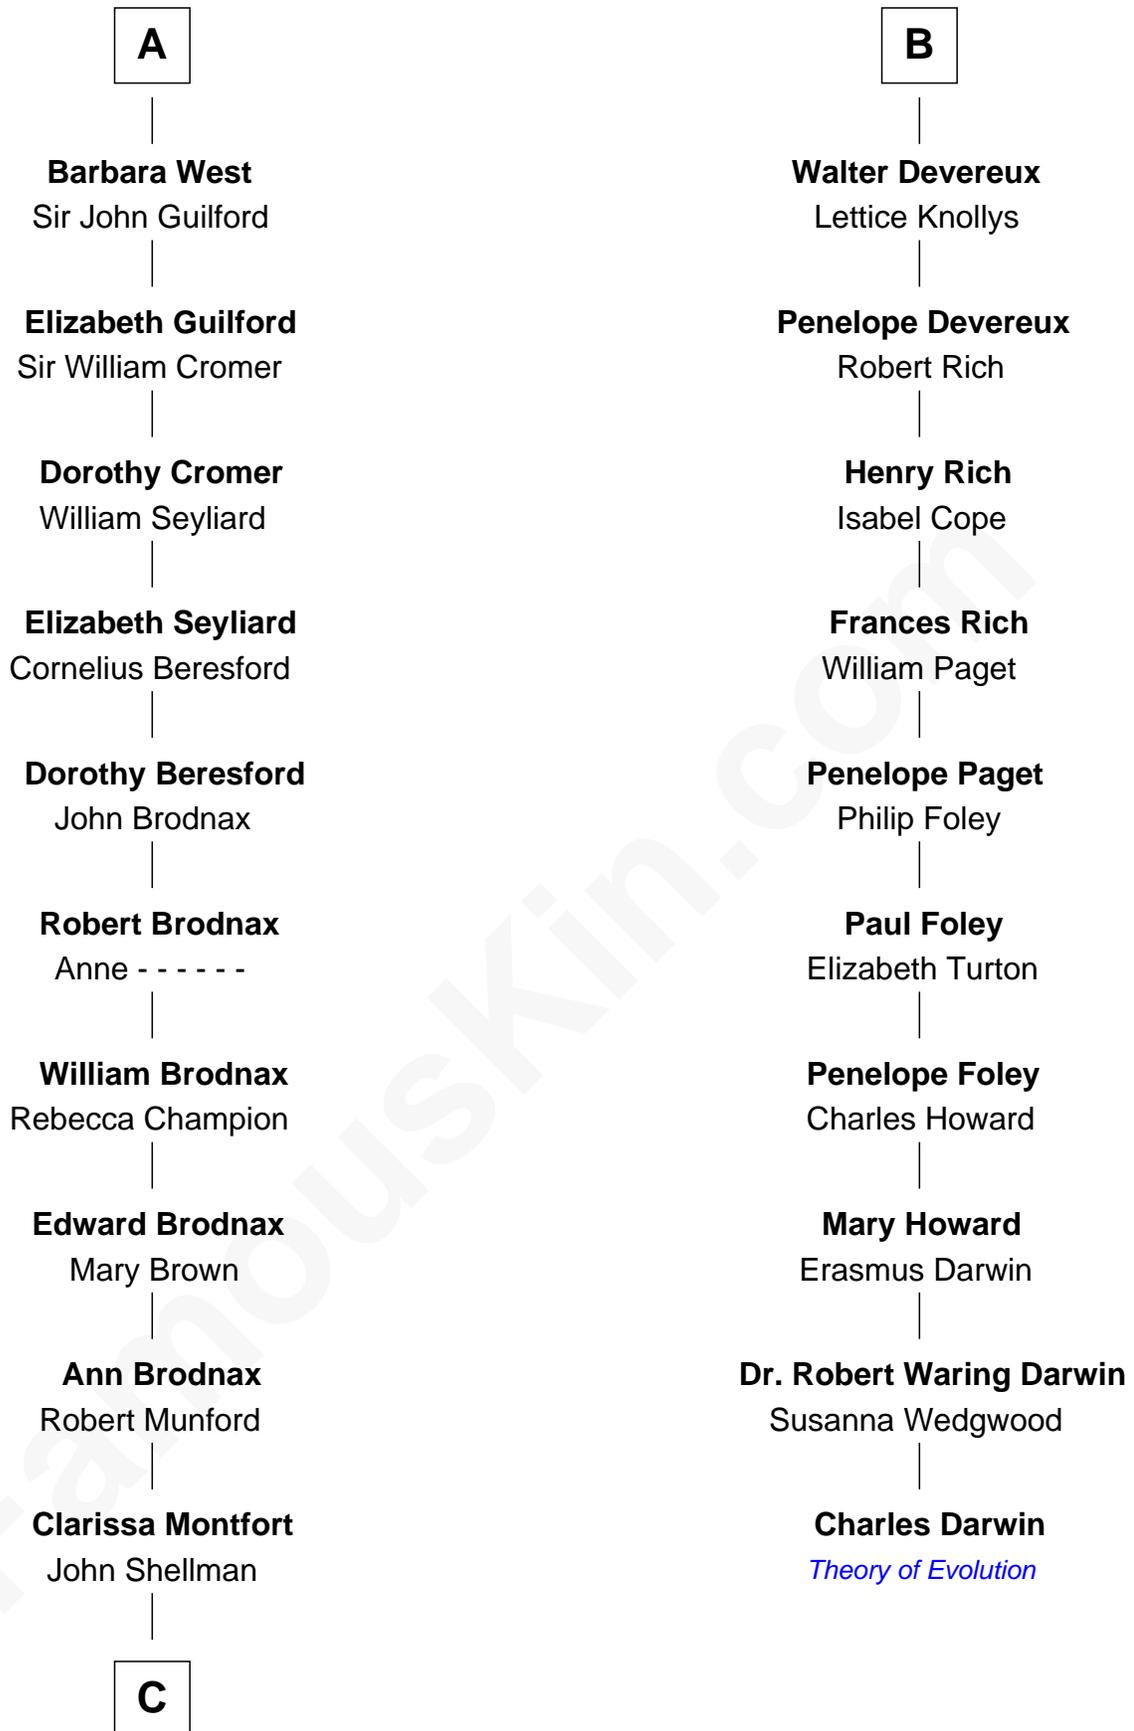 A
Barbara West
Sir John Guilford
Elizabeth Guilford
Sir William Cromer
Dorothy Cromer
William Seyliard
Elizabeth Seyliard
Cornelius Beresford
Dorothy Beresford
John Brodnax
Robert Brodnax
Anne - - - - - -
William Brodnax
Rebecca Champion
Edward Brodnax
Mary Brown
Ann Brodnax
Robert Munford
Clarissa Montfort
John Shellman
C
B
Walter Devereux
Lettice Knollys
Penelope Devereux
Robert Rich
Henry Rich
Isabel Cope
Frances Rich
William Paget
Penelope Paget
Philip Foley
Paul Foley
Elizabeth Turton
Penelope Foley
Charles Howard
Mary Howard
Erasmus Darwin
Dr. Robert Waring Darwin
Susanna Wedgwood
Charles Darwin
Theory of Evolution
FamousKin.com